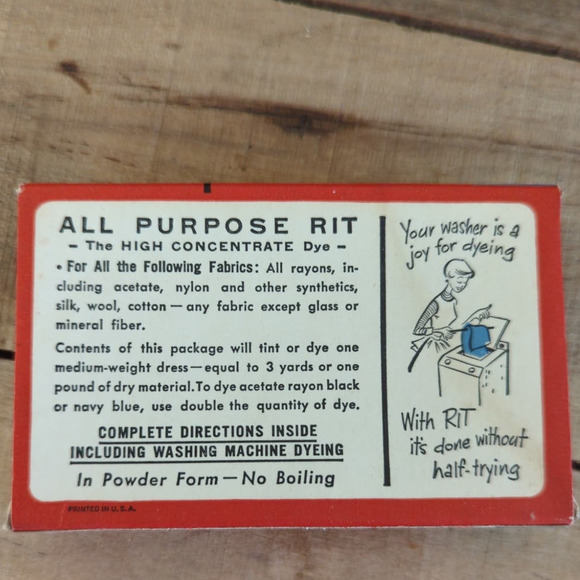 ALL PURPOSE RIT
- The HIGH CONCENTRATE Dye -
• For All the Following Fabrics: All rayons, in-
cluding acetate, nylon and other synthetics,
silk, wool, cotton — any fabric except glass or
mineral fiber.
Contents of this package will tint or dye one
medium-weight dress — equal to 3 yards or one
pound of dry material. To dye acetate rayon black
or navy blue, use double the quantity of dye.
COMPLETE DIRECTIONS INSIDE
INCLUDING WASHING MACHINE DYEING
In Powder Form — No Boiling
PRINTED IN U.S.A.
Your washer is a
joy for dyeing
With RIT
it's done without
half-trying